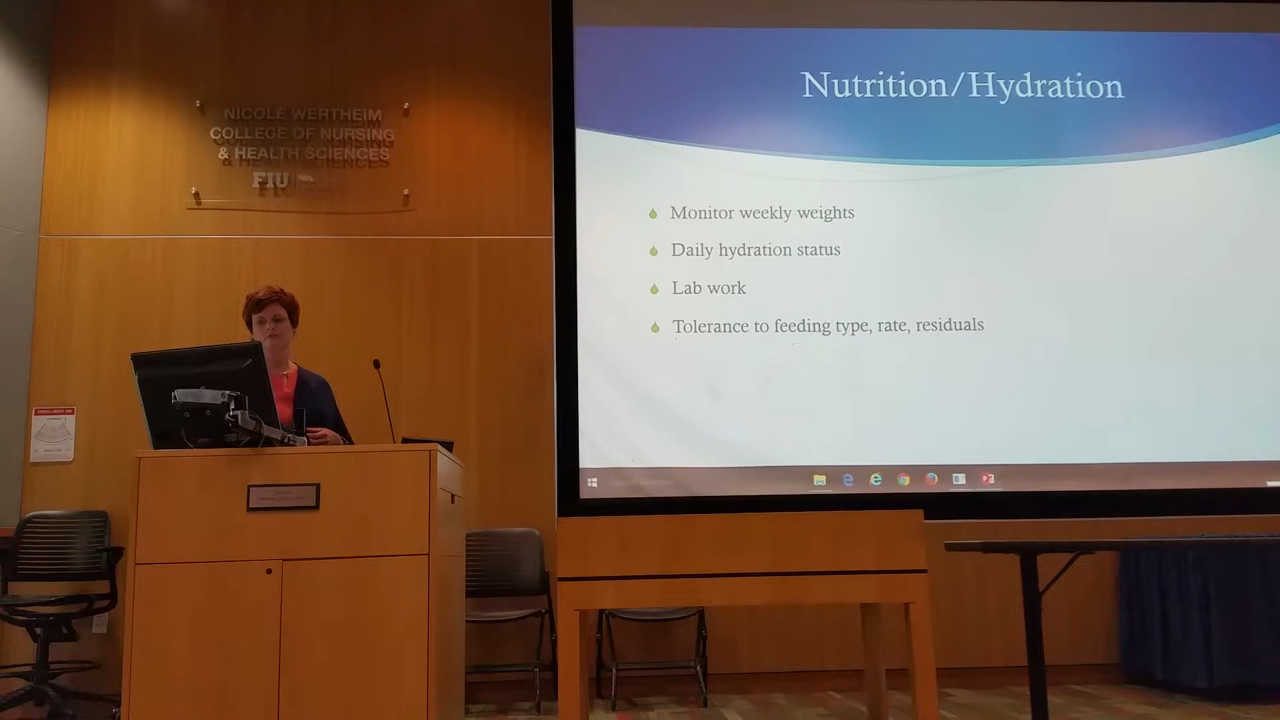 NICOLE WERTHEIM
COLLEGE OF NURSING
& HEALTH SCIENCES
FIU
Nutrition/Hydration
Monitor weekly weights
Daily hydration status
Lab work
Tolerance to feeding type, rate, residuals